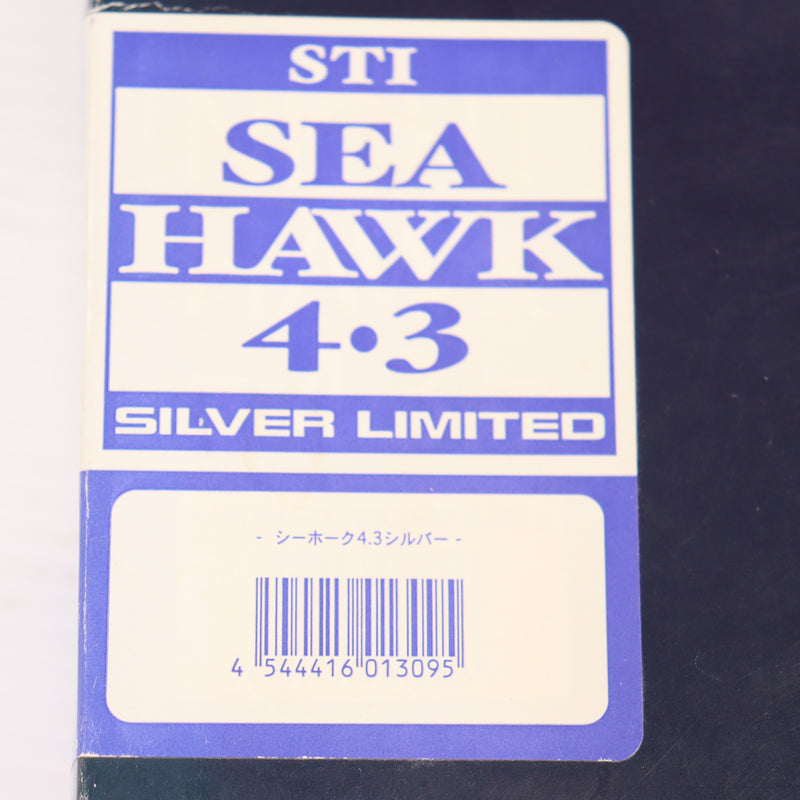 STI
SEA
HAWK
4・3
SILVER LIMITED
- シーホーク4.3シルバー -
4 544416 013095